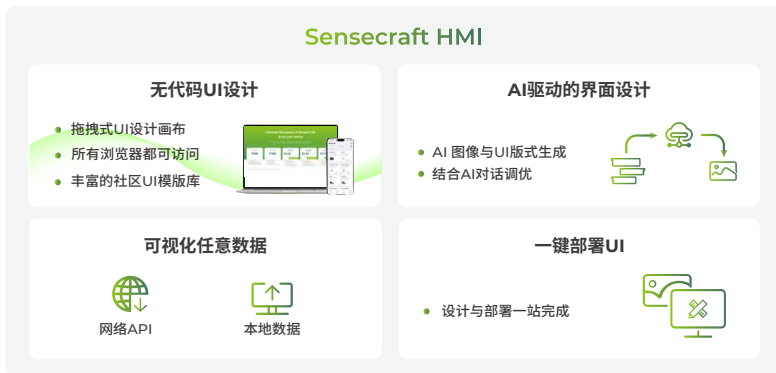 Sensecraft HMI
无代码UI设计
拖拽式UI设计画布
所有浏览器都可访问
丰富的社区UI模版库
AI驱动的界面设计
AI 图像与UI版式生成
结合AI对话调优
可视化任意数据
网络API
本地数据
一键部署UI
设计与部署一站完成